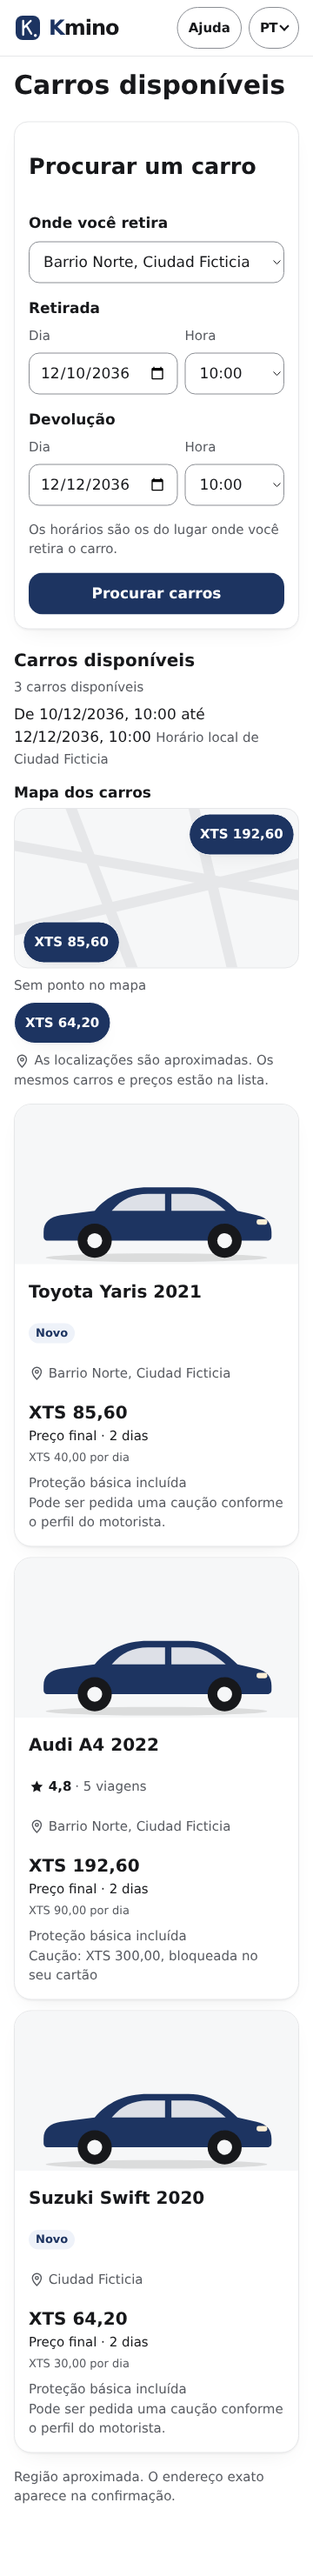 Kmino
Ajuda
PT
Carros disponíveis
Procurar um carro
Onde você retira
Barrio Norte, Ciudad Ficticia
Retirada
Dia
Hora
12/10/2036
10:00
Devolução
Dia
Hora
12/12/2036
10:00
Os horários são os do lugar onde você
retira o carro.
Procurar carros
Carros disponíveis
3 carros disponíveis
De 10/12/2036, 10:00 até
12/12/2036, 10:00 Horário local de
Ciudad Ficticia
Mapa dos carros
XTS 192,60
XTS 85,60
Sem ponto no mapa
XTS 64,20
As localizações são aproximadas. Os
mesmos carros e preços estão na lista.
Toyota Yaris 2021
Novo
Barrio Norte, Ciudad Ficticia
XTS 85,60
Preço final · 2 dias
XTS 40,00 por dia
Proteção básica incluída
Pode ser pedida uma caução conforme
o perfil do motorista.
Audi A4 2022
4,8 · 5 viagens
Barrio Norte, Ciudad Ficticia
XTS 192,60
Preço final · 2 dias
XTS 90,00 por dia
Proteção básica incluída
Caução: XTS 300,00, bloqueada no
seu cartão
Suzuki Swift 2020
Novo
Ciudad Ficticia
XTS 64,20
Preço final · 2 dias
XTS 30,00 por dia
Proteção básica incluída
Pode ser pedida uma caução conforme
o perfil do motorista.
Região aproximada. O endereço exato
aparece na confirmação.